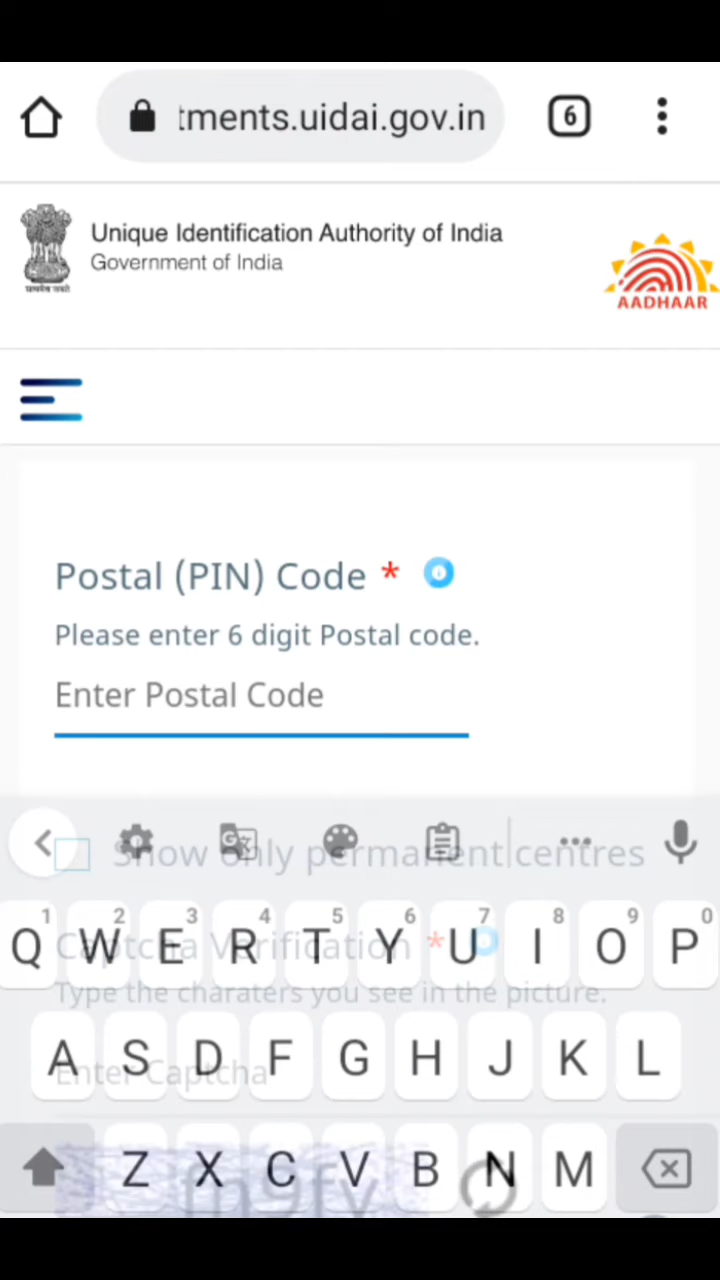 tments.uidai.gov.in
6
Unique Identification Authority of India
Government of India
AADHAAR
Postal (PIN) Code *
Please enter 6 digit Postal code.
Enter Postal Code
Show only permanent centres
1 2 3 4 5 6 7 8 9 0
Q W E R T Y U I O P
Captcha Verification *
Type the charaters you see in the picture.
A S D F G H J K L
Enter Captcha
Z X C V B N M